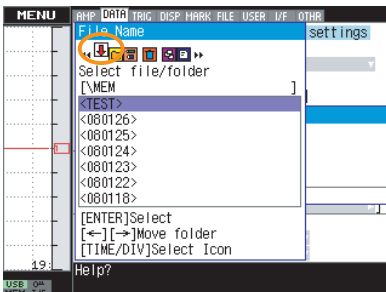 MENU AMP DATA TRIG DISP MARK FILE USER I/F OTHR
File Name
settings
Select file/folder
[\MEM ]
<TEST>
<080126>
<080125>
<080124>
<080123>
<080122>
<080118>
[ENTER]Select
[←][→]Move folder
[TIME/DIV]Select Icon
19:
Help?
USB